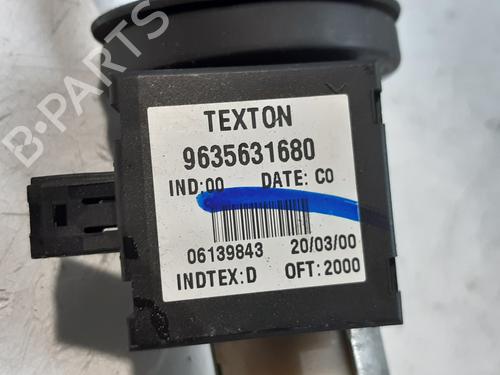 TEXTON
9635631680
IND:00 DATE: C0
06139843 20/03/00
INDTEX:D OFT:2000
B-PARTS